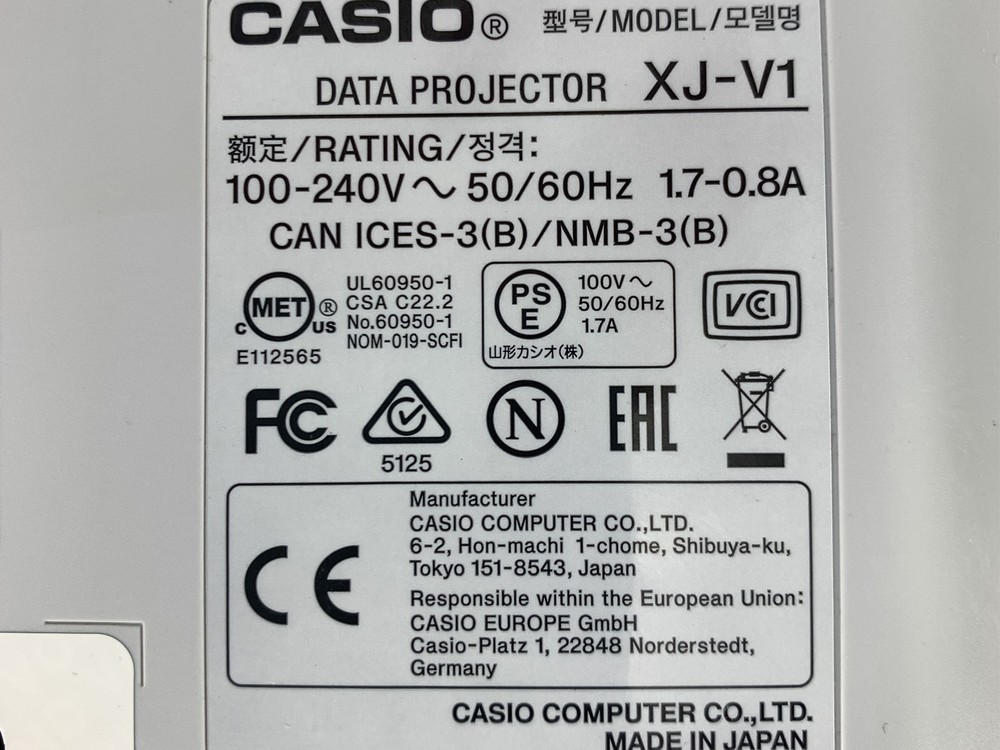 CASIO® 型号/MODEL/모델명
DATA PROJECTOR XJ-V1
额定/RATING/정격:
100-240V～ 50/60Hz 1.7-0.8A
CAN ICES-3(B)/NMB-3(B)
c MET ® US
E112565
UL60950-1
CSA C22.2
No.60950-1
NOM-019-SCFI
PS
E
100V～
50/60Hz
1.7A
山形カシオ(株)
VCI
FC
5125
N
EAC
CE
Manufacturer
CASIO COMPUTER CO.,LTD.
6-2, Hon-machi 1-chome, Shibuya-ku,
Tokyo 151-8543, Japan
Responsible within the European Union:
CASIO EUROPE GmbH
Casio-Platz 1, 22848 Norderstedt,
Germany
CASIO COMPUTER CO.,LTD.
MADE IN JAPAN